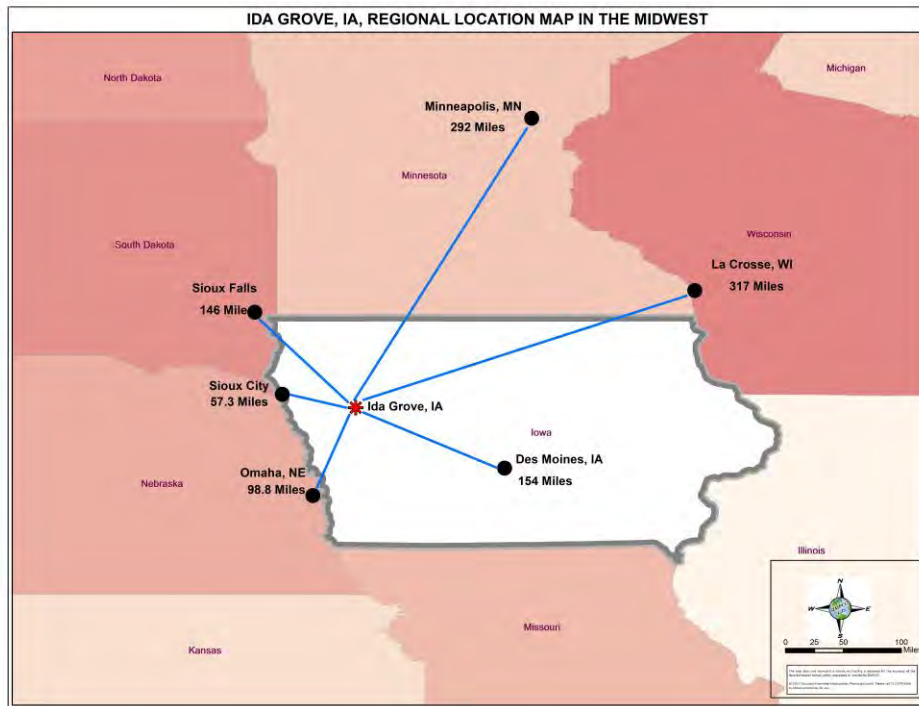 IDA GROVE, IA, REGIONAL LOCATION MAP IN THE MIDWEST
North Dakota
Michigan
Minneapolis, MN
292 Miles
Minnesota
South Dakota
Wisconsin
La Crosse, WI
317 Miles
Sioux Falls
146 Mile
Sioux City
57.3 Miles
Ida Grove, IA
Iowa
Omaha, NE
98.8 Miles
Des Moines, IA
154 Miles
Nebraska
Illinois
Kansas
Missouri
N
W
E
S
0 25 50 100
Miles